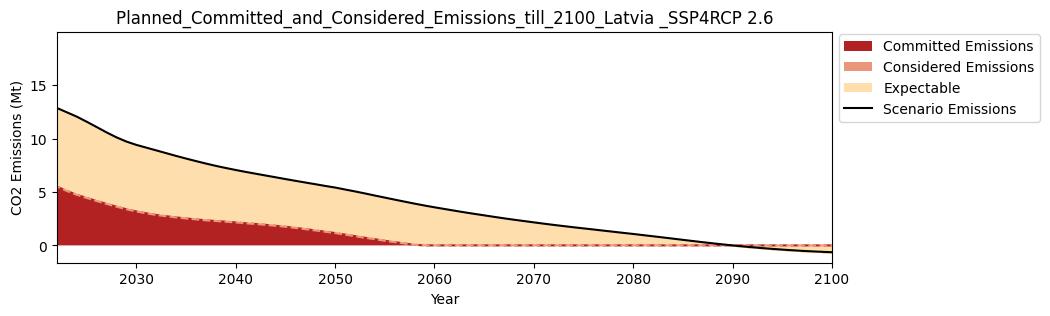 Planned_Committed_and_Considered_Emissions_till_2100_Latvia _SSP4RCP 2.6
CO2 Emissions (Mt)
15
10
5
0
2030 2040 2050 2060 2070 2080 2090 2100
Year
Committed Emissions
Considered Emissions
Expectable
Scenario Emissions